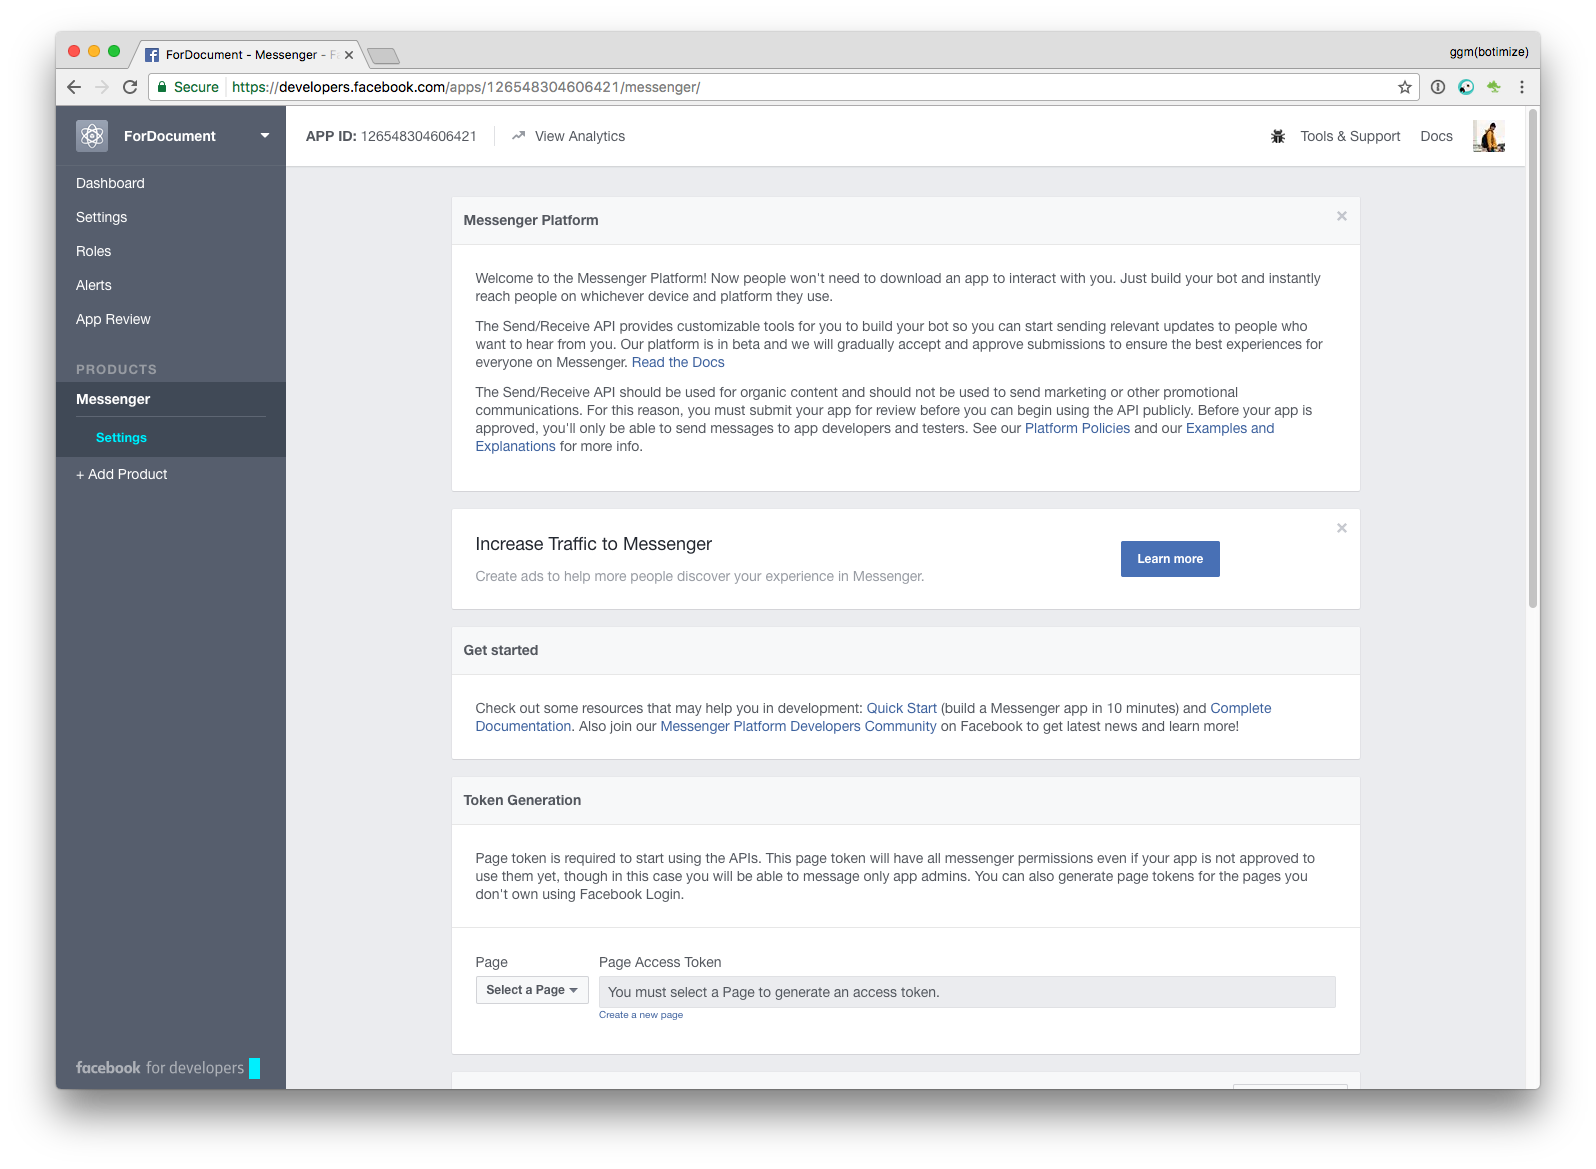 ForDocument - Messenger - Fa
ggm(botimize)
Secure https://developers.facebook.com/apps/126548304606421/messenger/
ForDocument
APP ID: 126548304606421 View Analytics
Tools & Support Docs
Dashboard
Settings
Roles
Alerts
App Review
PRODUCTS
Messenger
Settings
+ Add Product
facebook for developers
Messenger Platform
Welcome to the Messenger Platform! Now people won't need to download an app to interact with you. Just build your bot and instantly
reach people on whichever device and platform they use.
The Send/Receive API provides customizable tools for you to build your bot so you can start sending relevant updates to people who
want to hear from you. Our platform is in beta and we will gradually accept and approve submissions to ensure the best experiences for
everyone on Messenger. Read the Docs
The Send/Receive API should be used for organic content and should not be used to send marketing or other promotional
communications. For this reason, you must submit your app for review before you can begin using the API publicly. Before your app is
approved, you'll only be able to send messages to app developers and testers. See our Platform Policies and our Examples and
Explanations for more info.
Increase Traffic to Messenger
Create ads to help more people discover your experience in Messenger.
Learn more
Get started
Check out some resources that may help you in development: Quick Start (build a Messenger app in 10 minutes) and Complete
Documentation. Also join our Messenger Platform Developers Community on Facebook to get latest news and learn more!
Token Generation
Page token is required to start using the APIs. This page token will have all messenger permissions even if your app is not approved to
use them yet, though in this case you will be able to message only app admins. You can also generate page tokens for the pages you
don't own using Facebook Login.
Page Page Access Token
Select a Page You must select a Page to generate an access token.
Create a new page